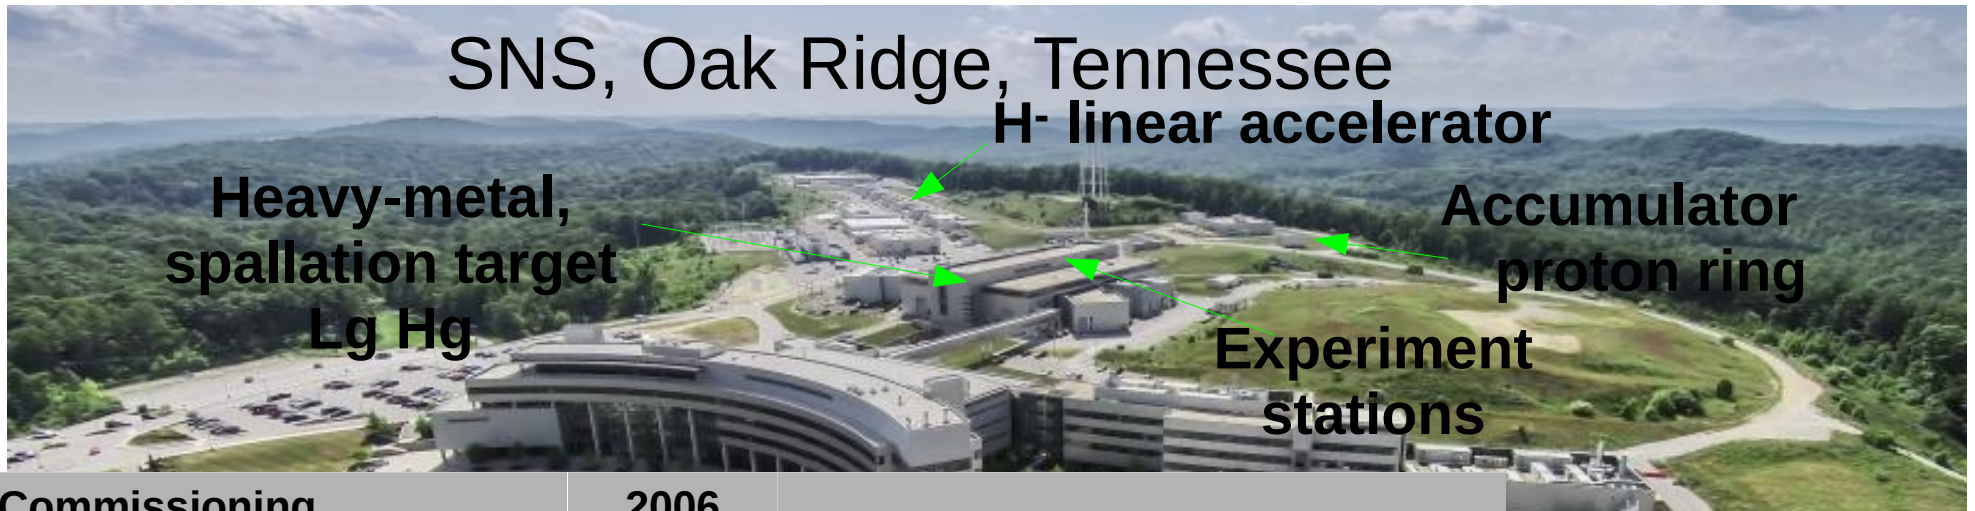 SNS, Oak Ridge, Tennessee
H- linear accelerator
Heavy-metal,
spallation target
Lg Hg
Accumulator
proton ring
Experiment
stations
Commissioning 2006